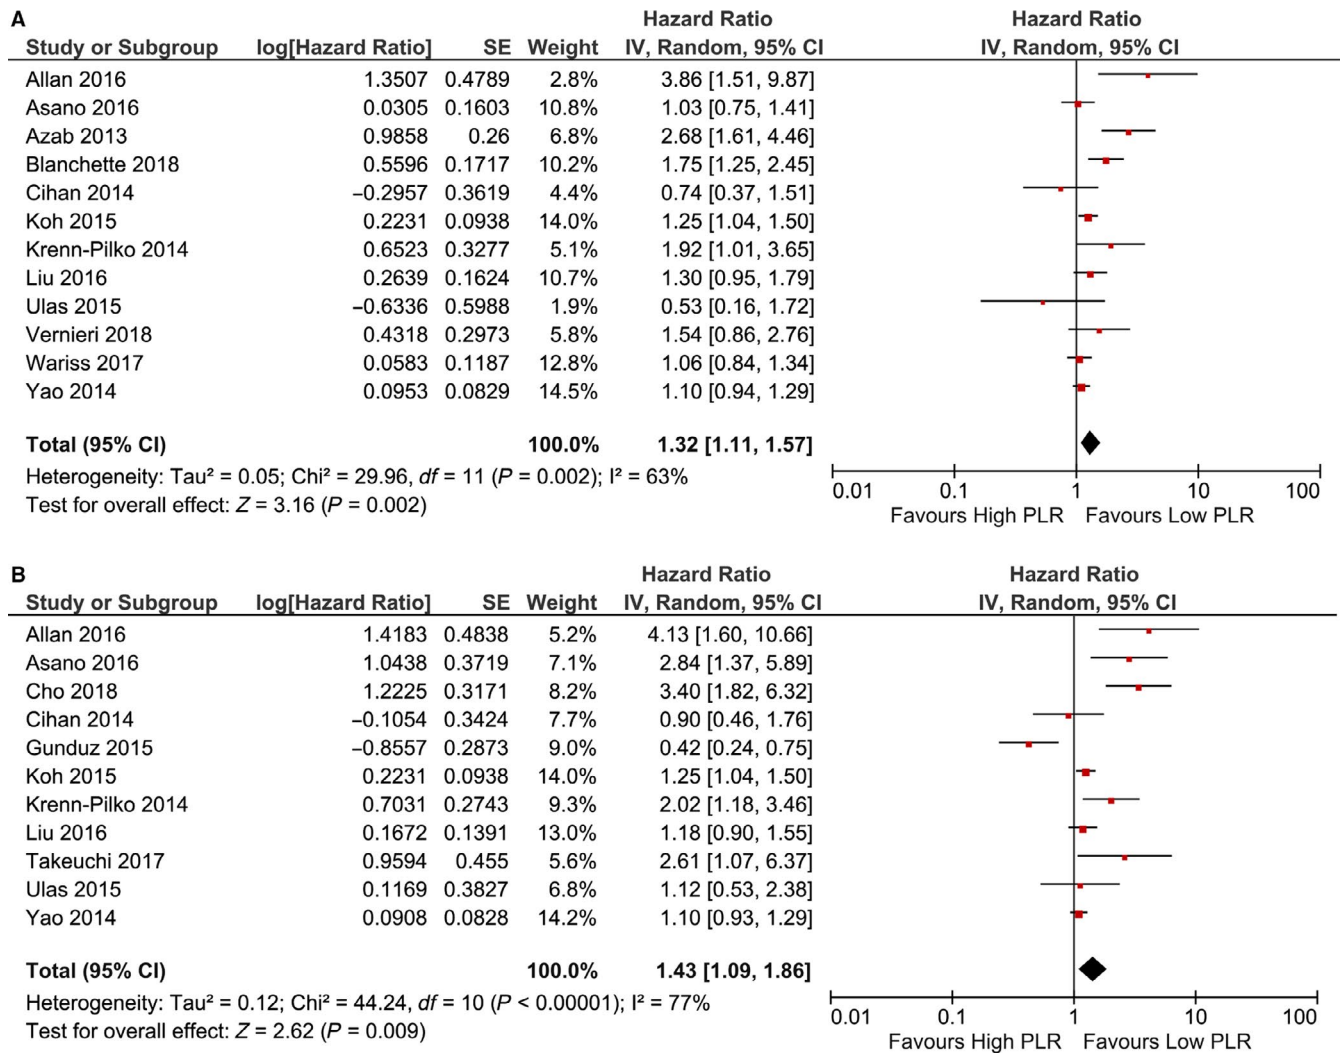 A
Hazard Ratio Hazard Ratio
Study or Subgroup log[Hazard Ratio] SE Weight IV, Random, 95% CI IV, Random, 95% CI
Allan 2016 1.3507 0.4789 2.8% 3.86 [1.51, 9.87]
Asano 2016 0.0305 0.1603 10.8% 1.03 [0.75, 1.41]
Azab 2013 0.9858 0.26 6.8% 2.68 [1.61, 4.46]
Blanchette 2018 0.5596 0.1717 10.2% 1.75 [1.25, 2.45]
Cihan 2014 −0.2957 0.3619 4.4% 0.74 [0.37, 1.51]
Koh 2015 0.2231 0.0938 14.0% 1.25 [1.04, 1.50]
Krenn-Pilko 2014 0.6523 0.3277 5.1% 1.92 [1.01, 3.65]
Liu 2016 0.2639 0.1624 10.7% 1.30 [0.95, 1.79]
Ulas 2015 −0.6336 0.5988 1.9% 0.53 [0.16, 1.72]
Vernieri 2018 0.4318 0.2973 5.8% 1.54 [0.86, 2.76]
Wariss 2017 0.0583 0.1187 12.8% 1.06 [0.84, 1.34]
Yao 2014 0.0953 0.0829 14.5% 1.10 [0.94, 1.29]
Total (95% CI) 100.0% 1.32 [1.11, 1.57]
Heterogeneity: Tau² = 0.05; Chi² = 29.96, df = 11 (P = 0.002); I² = 63%
Test for overall effect: Z = 3.16 (P = 0.002)
0.01 0.1 1 10 100
Favours High PLR Favours Low PLR
B
Hazard Ratio Hazard Ratio
Study or Subgroup log[Hazard Ratio] SE Weight IV, Random, 95% CI IV, Random, 95% CI
Allan 2016 1.4183 0.4838 5.2% 4.13 [1.60, 10.66]
Asano 2016 1.0438 0.3719 7.1% 2.84 [1.37, 5.89]
Cho 2018 1.2225 0.3171 8.2% 3.40 [1.82, 6.32]
Cihan 2014 −0.1054 0.3424 7.7% 0.90 [0.46, 1.76]
Gunduz 2015 −0.8557 0.2873 9.0% 0.42 [0.24, 0.75]
Koh 2015 0.2231 0.0938 14.0% 1.25 [1.04, 1.50]
Krenn-Pilko 2014 0.7031 0.2743 9.3% 2.02 [1.18, 3.46]
Liu 2016 0.1672 0.1391 13.0% 1.18 [0.90, 1.55]
Takeuchi 2017 0.9594 0.455 5.6% 2.61 [1.07, 6.37]
Ulas 2015 0.1169 0.3827 6.8% 1.12 [0.53, 2.38]
Yao 2014 0.0908 0.0828 14.2% 1.10 [0.93, 1.29]
Total (95% CI) 100.0% 1.43 [1.09, 1.86]
Heterogeneity: Tau² = 0.12; Chi² = 44.24, df = 10 (P < 0.00001); I² = 77%
Test for overall effect: Z = 2.62 (P = 0.009)
0.01 0.1 1 10 100
Favours High PLR Favours Low PLR